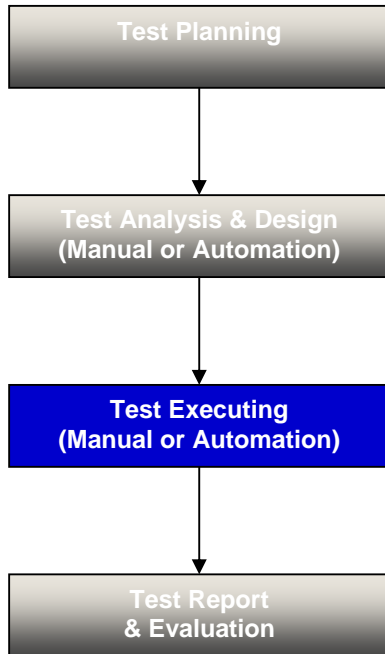 Test Planning
Test Analysis & Design
(Manual or Automation)
Test Executing
(Manual or Automation)
Test Report
& Evaluation